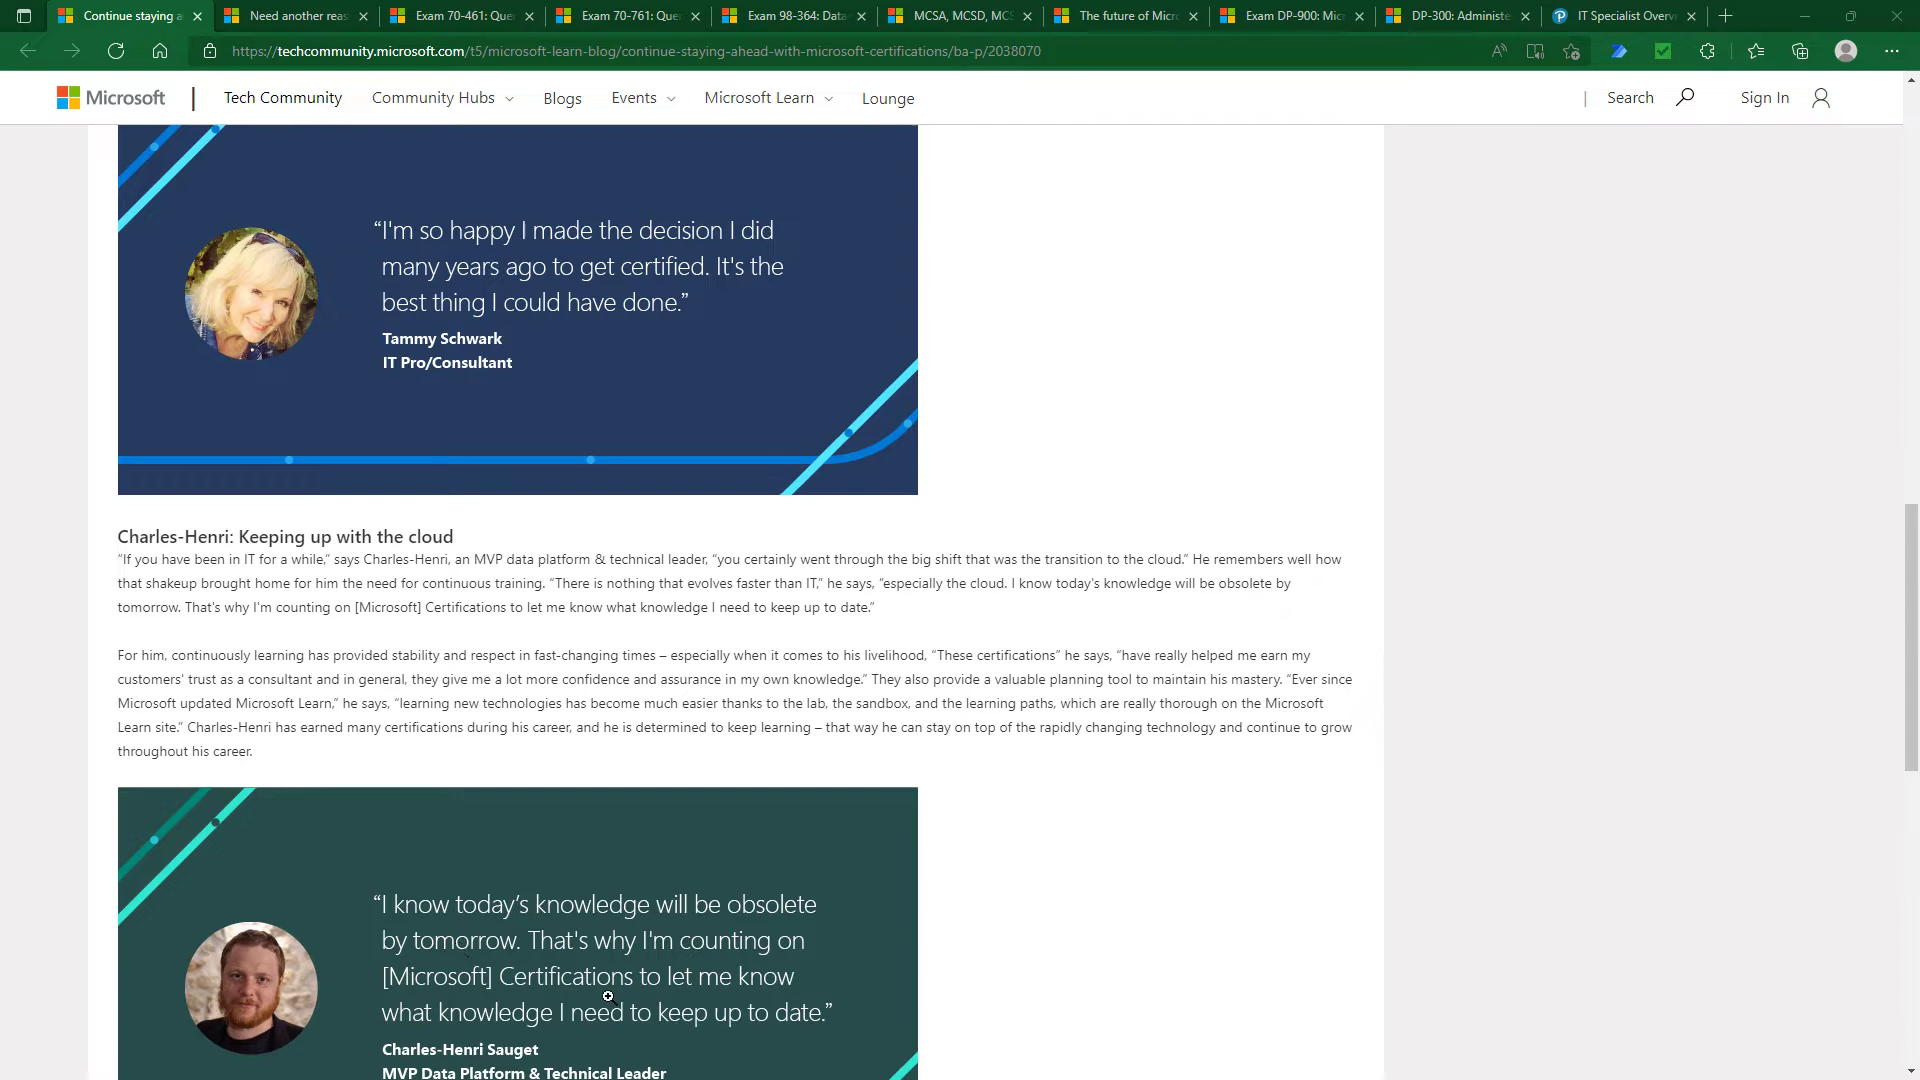 Continue staying a
Need another reas
Exam 70-461: Que
Exam 70-761: Que
Exam 98-364: Data
MCSA, MCSD, MCS
The future of Micro
Exam DP-900: Mic
DP-300: Administe
IT Specialist Overv
https://techcommunity.microsoft.com/t5/microsoft-learn-blog/continue-staying-ahead-with-microsoft-certifications/ba-p/2038070
Microsoft
Tech Community
Community Hubs
Blogs
Events
Microsoft Learn
Lounge
Search
Sign In
“I'm so happy I made the decision I did
many years ago to get certified. It's the
best thing I could have done.”
Tammy Schwark
IT Pro/Consultant
Charles-Henri: Keeping up with the cloud
“If you have been in IT for a while,” says Charles-Henri, an MVP data platform & technical leader, “you certainly went through the big shift that was the transition to the cloud.” He remembers well how
that shakeup brought home for him the need for continuous training. “There is nothing that evolves faster than IT,” he says, “especially the cloud. I know today's knowledge will be obsolete by
tomorrow. That's why I'm counting on [Microsoft] Certifications to let me know what knowledge I need to keep up to date.”
For him, continuously learning has provided stability and respect in fast-changing times – especially when it comes to his livelihood, “These certifications” he says, “have really helped me earn my
customers' trust as a consultant and in general, they give me a lot more confidence and assurance in my own knowledge.” They also provide a valuable planning tool to maintain his mastery. “Ever since
Microsoft updated Microsoft Learn,” he says, “learning new technologies has become much easier thanks to the lab, the sandbox, and the learning paths, which are really thorough on the Microsoft
Learn site.” Charles-Henri has earned many certifications during his career, and he is determined to keep learning – that way he can stay on top of the rapidly changing technology and continue to grow
throughout his career.
“I know today’s knowledge will be obsolete
by tomorrow. That's why I'm counting on
[Microsoft] Certifications to let me know
what knowledge I need to keep up to date.”
Charles-Henri Sauget
MVP Data Platform & Technical Leader